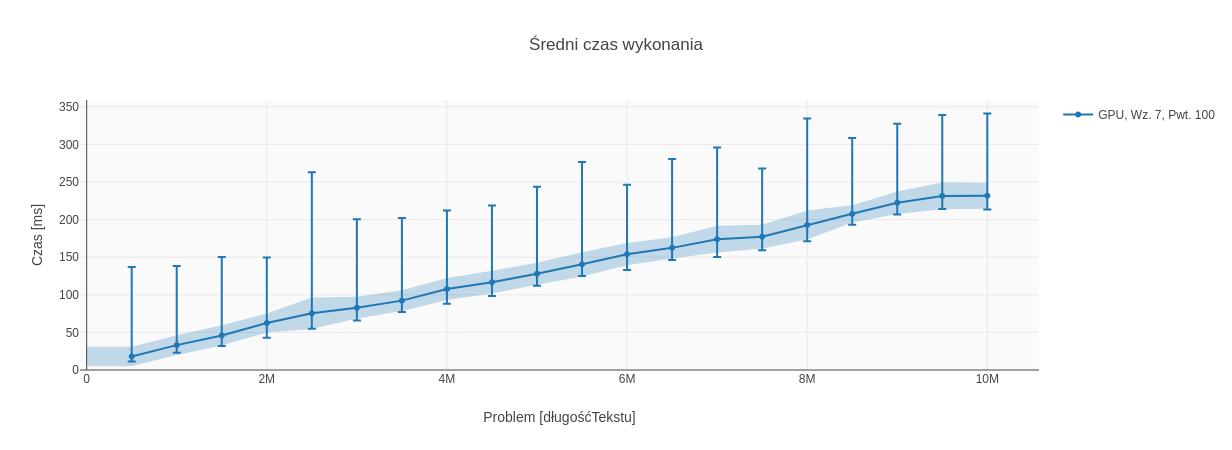 Średni czas wykonania
GPU, Wz. 7, Pwt. 100
Czas [ms]
350
300
250
200
150
100
50
0
0 2M 4M 6M 8M 10M
Problem [długośćTekstu]